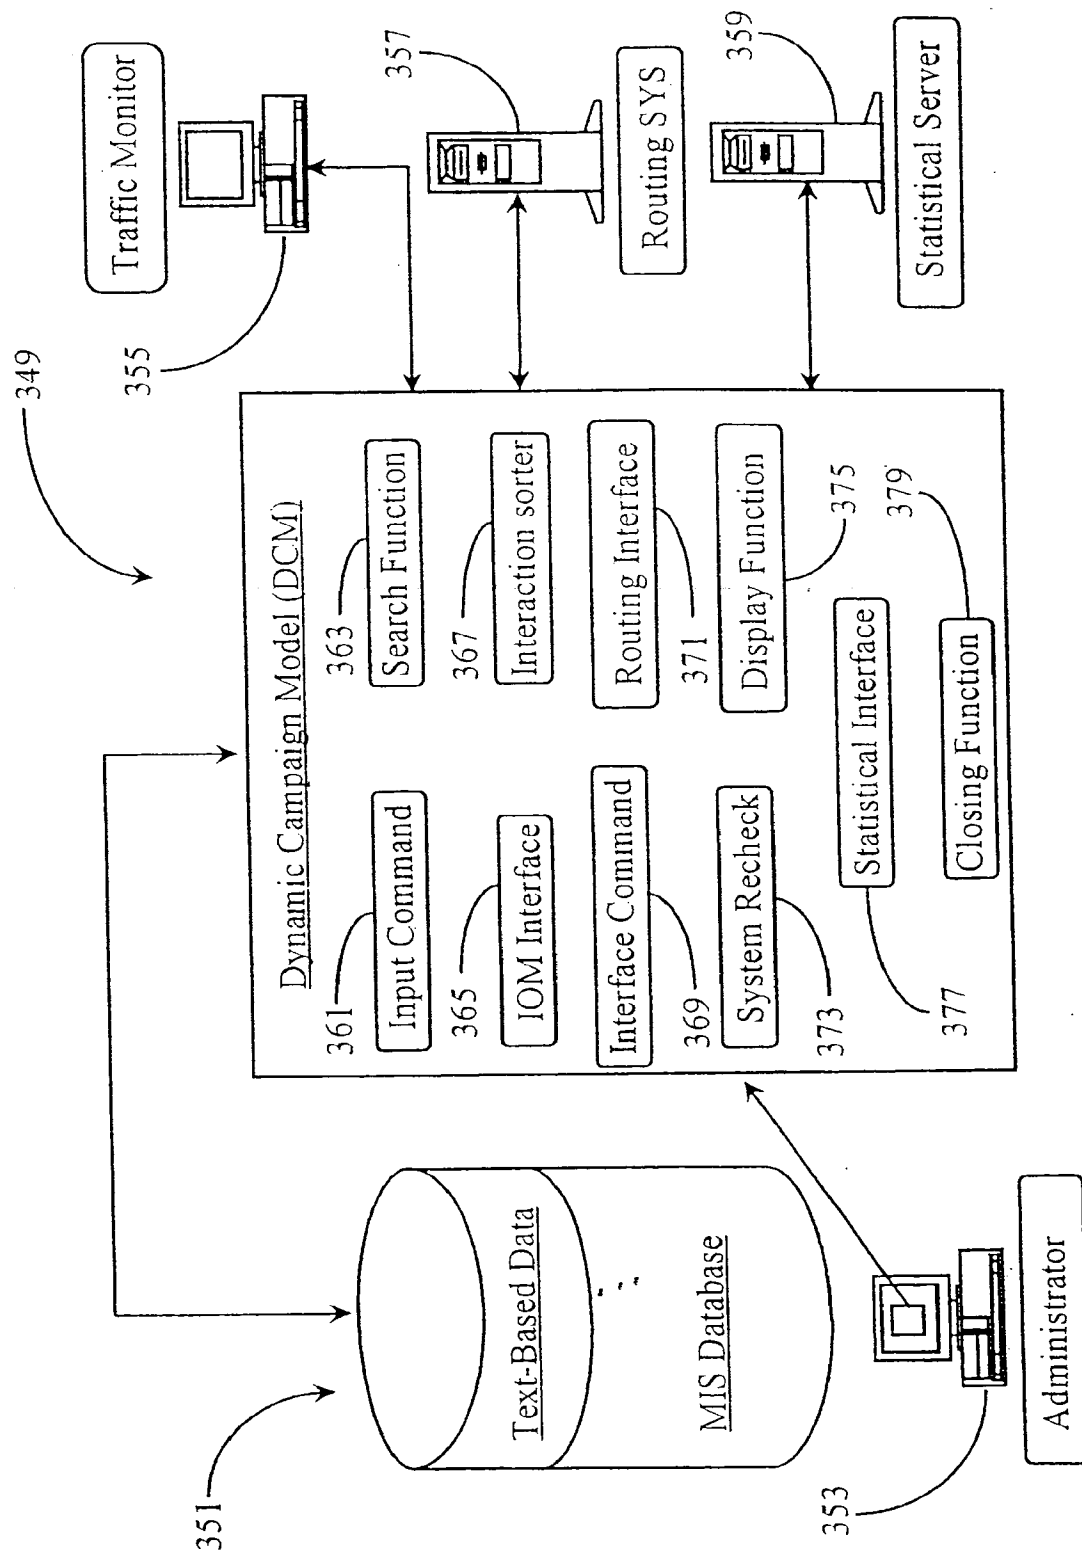 349
351
Text-Based Data
MIS Database
353
Administrator
Dynamic Campaign Model (DCM)
361
Input Command
363
Search Function
365
IOM Interface
367
Interaction sorter
Interface Command
369
Routing Interface
371
System Recheck
373
Display Function
375
Statistical Interface
377
Closing Function
379
Traffic Monitor
355
357
Routing SYS
359
Statistical Server